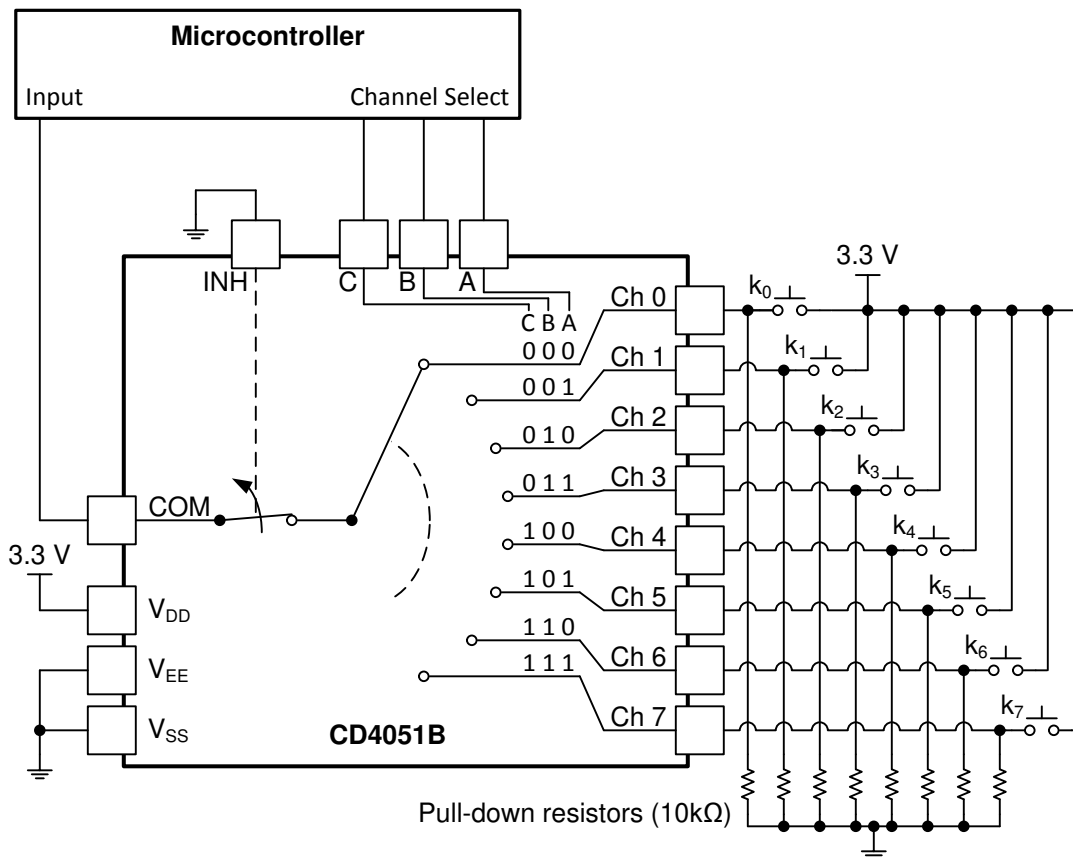 Microcontroller
Input
Channel Select
INH
C
B
A
C B A
3.3 V
k0
Ch 0
0 0 0
k1
Ch 1
0 0 1
k2
Ch 2
0 1 0
k3
Ch 3
0 1 1
k4
Ch 4
1 0 0
k5
Ch 5
1 0 1
k6
Ch 6
1 1 0
k7
Ch 7
1 1 1
COM
3.3 V
VDD
VEE
VSS
CD4051B
Pull-down resistors (10kΩ)